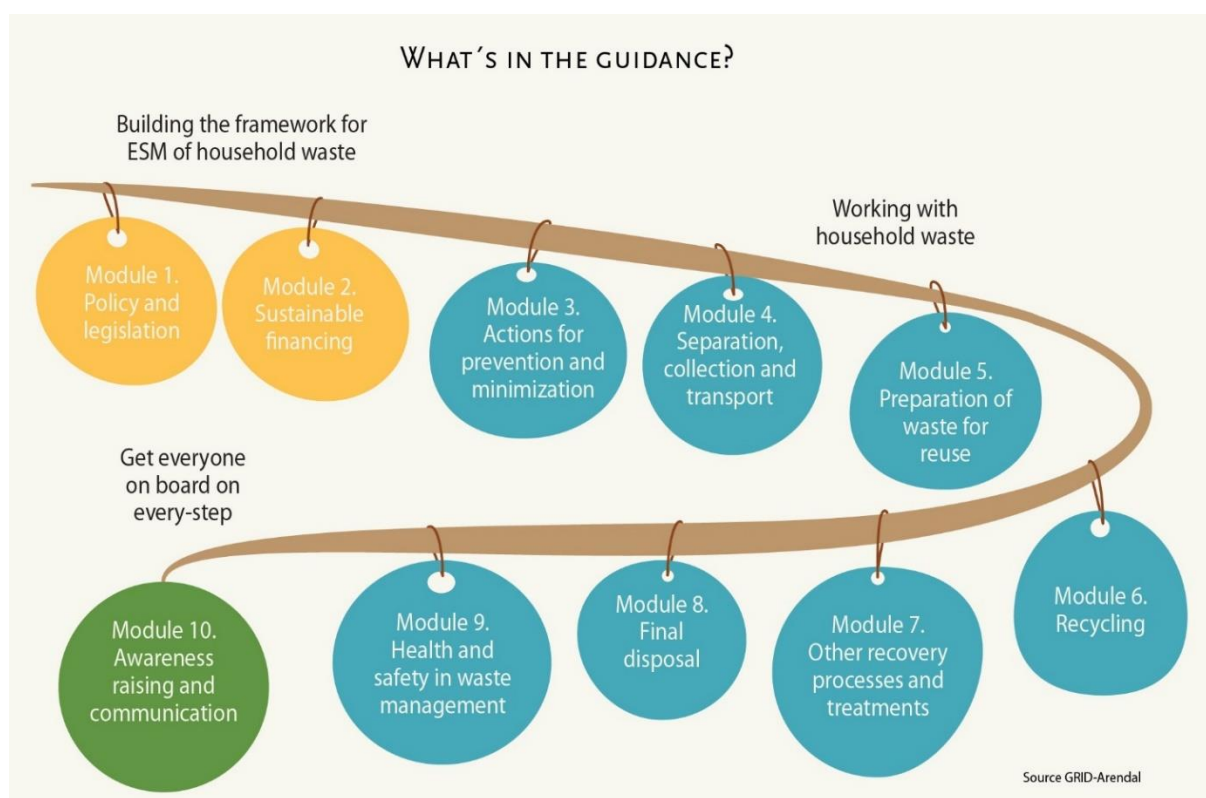 WHAT´S IN THE GUIDANCE?
Building the framework for
ESM of household waste
Working with
household waste
Module 1.
Policy and
legislation
Module 2.
Sustainable
financing
Module 3.
Actions for
prevention and
minimization
Module 4.
Separation,
collection and
transport
Module 5.
Preparation of
waste for
reuse
Module 6.
Recycling
Module 7.
Other recovery
processes and
treatments
Module 8.
Final
disposal
Module 9.
Health and
safety in waste
management
Get everyone
on board on
every-step
Module 10.
Awareness
raising and
communication
Source GRID-Arendal